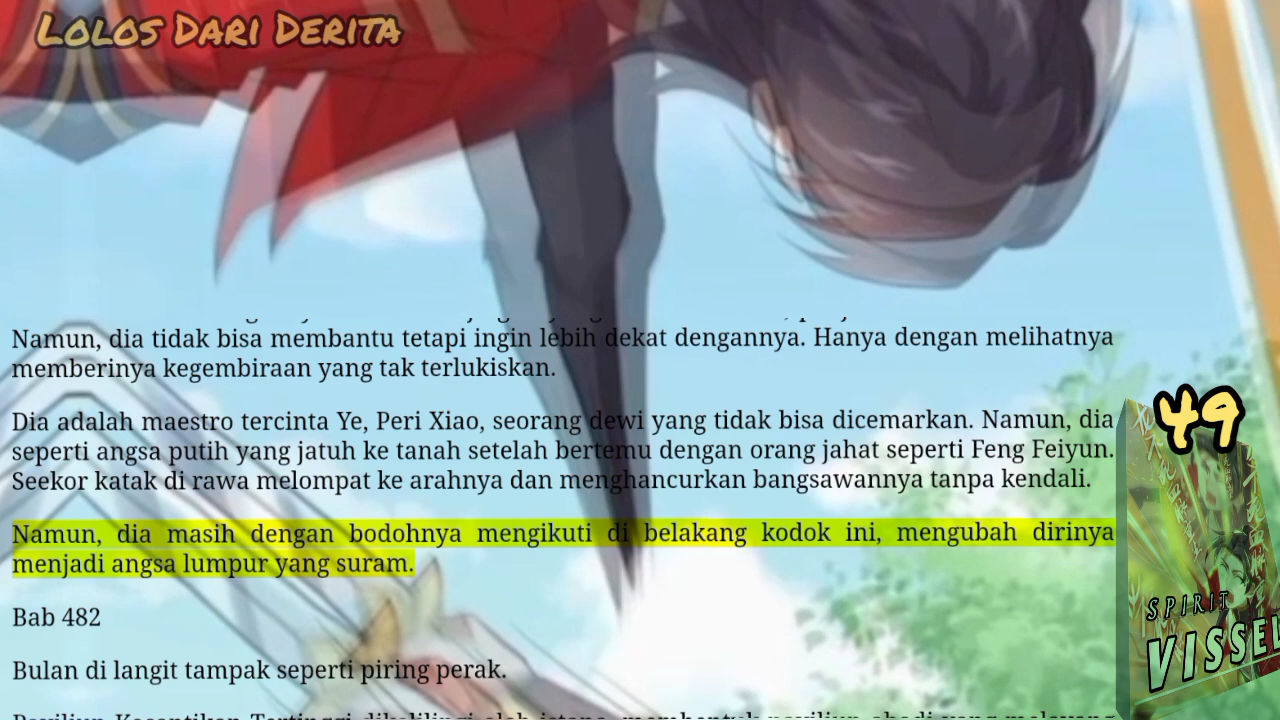 LOLOS DARI DERITA
Namun, dia tidak bisa membantu tetapi ingin lebih dekat dengannya. Hanya dengan melihatnya
memberinya kegembiraan yang tak terlukiskan.
Dia adalah maestro tercinta Ye, Peri Xiao, seorang dewi yang tidak bisa dicemarkan. Namun, dia
seperti angsa putih yang jatuh ke tanah setelah bertemu dengan orang jahat seperti Feng Feiyun.
Seekor katak di rawa melompat ke arahnya dan menghancurkan bangsawannya tanpa kendali.
Namun, dia masih dengan bodohnya mengikuti di belakang kodok ini, mengubah dirinya
menjadi angsa lumpur yang suram.
Bab 482
Bulan di langit tampak seperti piring perak.
49
SPIRIT
VISSEL